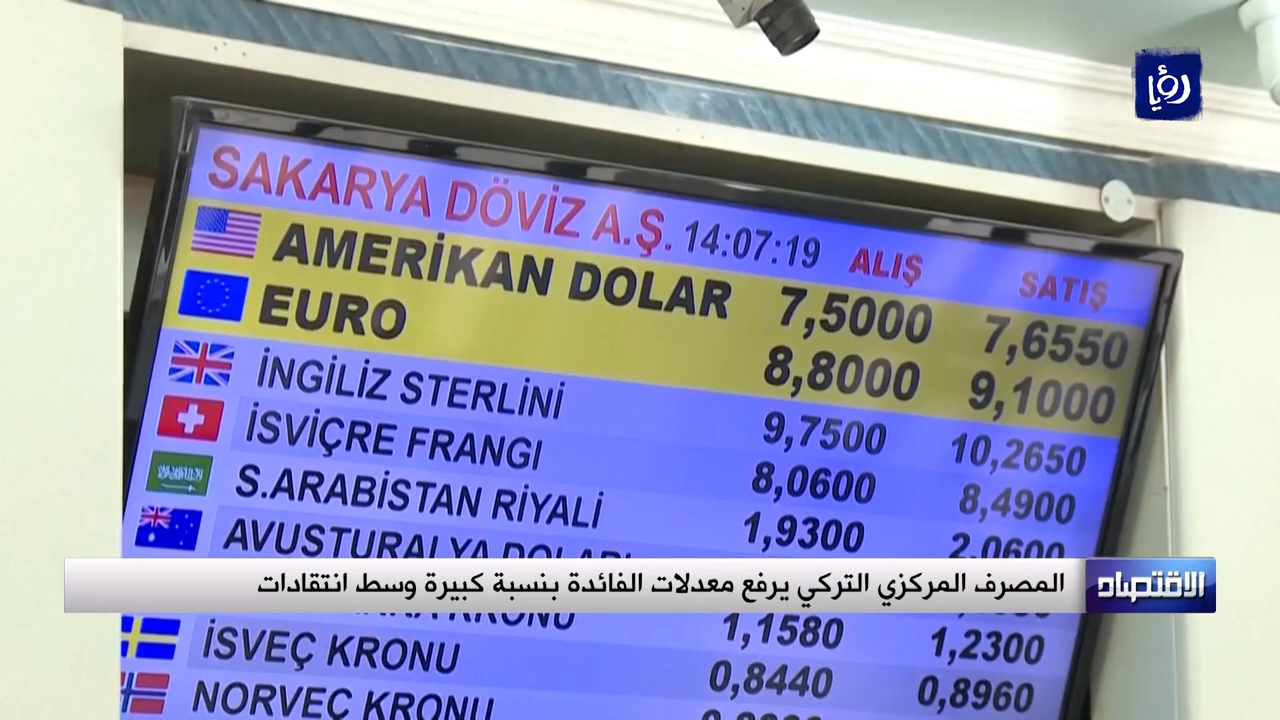 رؤيا
SAKARYA DÖVİZ A.Ş. 14:07:19 ALIŞ SATIŞ
AMERİKAN DOLAR 7,5000 7,6550
EURO 8,8000 9,1000
İNGİLİZ STERLİNİ 9,7500 10,2650
İSVİÇRE FRANGI 8,0600 8,4900
S.ARABİSTAN RİYALİ 1,9300 2,0600
AVUSTURALYA
المصرف المركزي التركي يرفع معدلات الفائدة بنسبة كبيرة وسط انتقادات
الاقتصاد
KRONU 1,1580 1,2300
İSVEÇ KRONU 0,8440 0,8960
NORVEÇ KRONU